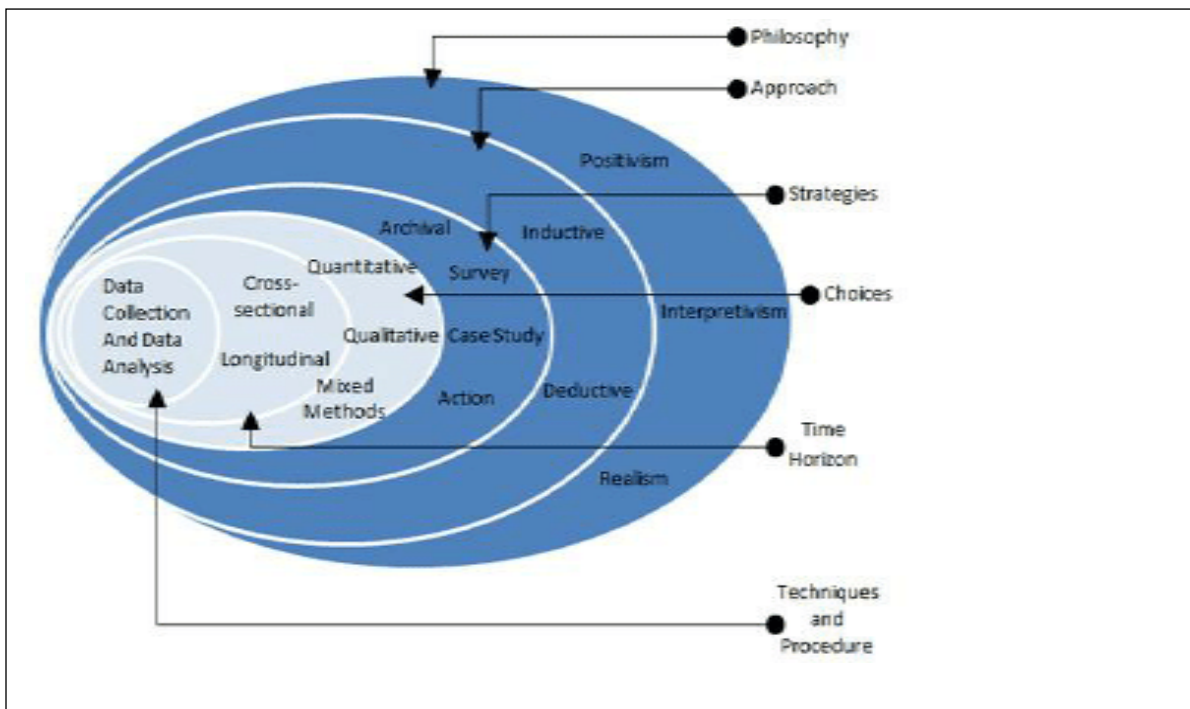 Philosophy
Approach
Positivism
Strategies
Archival
Inductive
Quantitative
Survey
Data
Collection
And Data
Analysis
Cross-
sectional
Choices
Interpretivism
Qualitative
Case Study
Longitudinal
Mixed
Methods
Action
Deductive
Time
Horizon
Realism
Techniques
and
Procedure